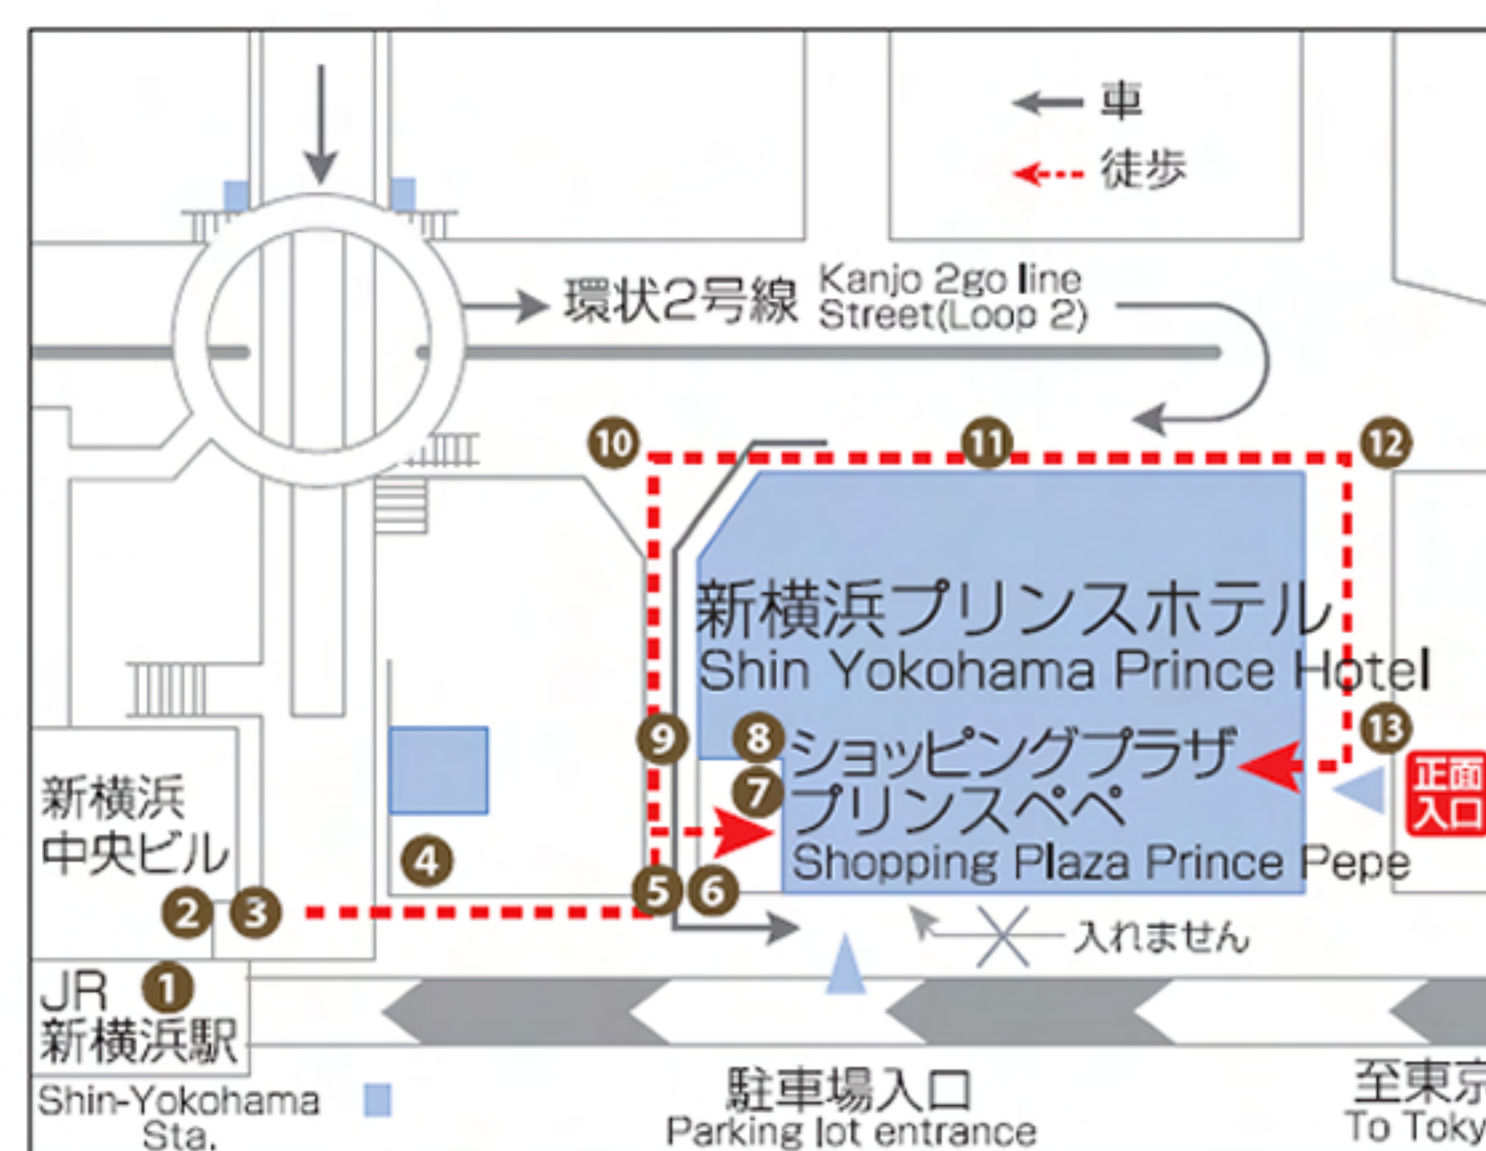 車
徒歩
環状2号線
Kanjo 2go line
Street(Loop 2)
10
11
12
新横浜プリンスホテル
Shin Yokohama Prince Hotel
9
8
ショッピングプラザ
13
7
プリンスペペ
正面
入口
Shopping Plaza Prince Pepe
新横浜
中央ビル
4
5
6
2
3
入れません
JR
1
新横浜駅
Shin-Yokohama
Sta.
駐車場入口
Parking lot entrance
至東京
To Toky